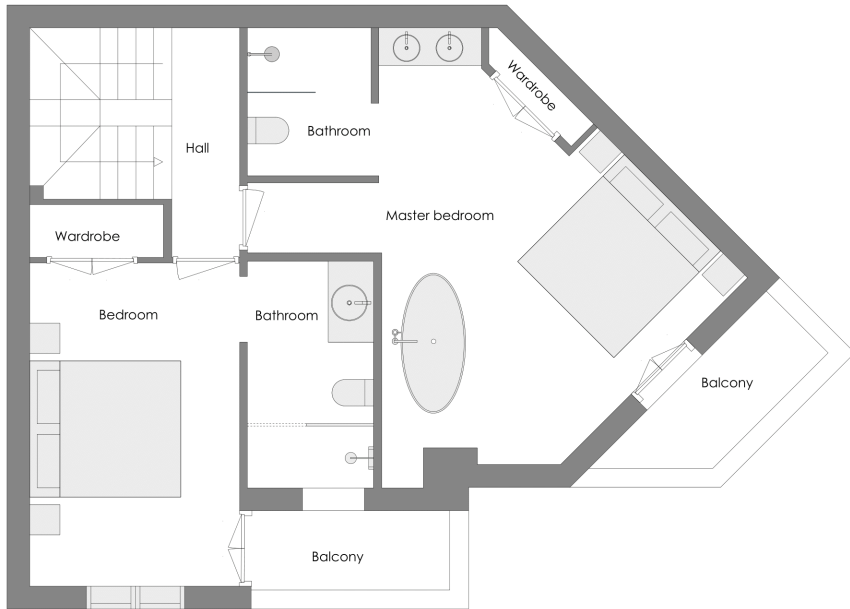 Wardrobe
Bathroom
Hall
Master bedroom
Wardrobe
Bedroom
Bathroom
Balcony
Balcony